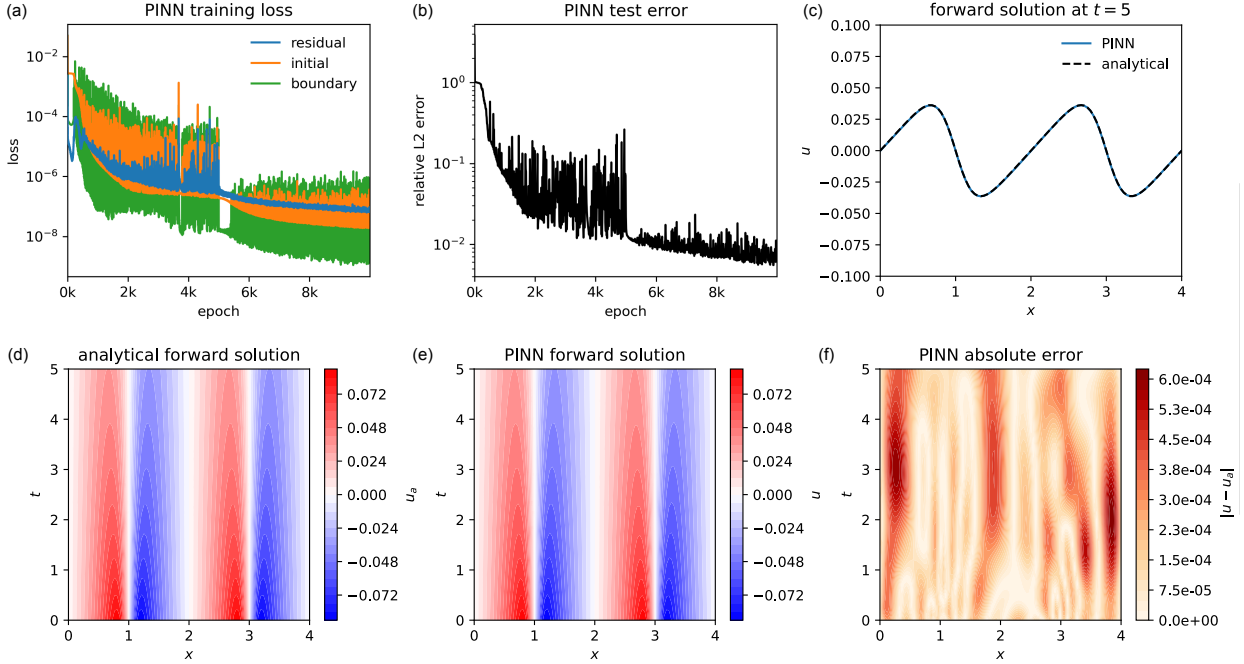 (a)
PINN training loss
residual
initial
boundary
10⁻²
10⁻⁴
10⁻⁶
10⁻⁸
loss
0k
2k
4k
6k
8k
epoch
(b)
PINN test error
10⁰
10⁻¹
10⁻²
relative L2 error
0k
2k
4k
6k
8k
epoch
(c)
forward solution at t = 5
PINN
analytical
0.100
0.075
0.050
0.025
0.000
−0.025
−0.050
−0.075
−0.100
u
0
1
2
3
4
x
(d)
analytical forward solution
5
4
3
2
1
0
t
0
1
2
3
4
x
0.072
0.048
0.024
0.000
−0.024
−0.048
−0.072
uₐ
(e)
PINN forward solution
5
4
3
2
1
0
t
0
1
2
3
4
x
0.072
0.048
0.024
0.000
−0.024
−0.048
−0.072
u
(f)
PINN absolute error
5
4
3
2
1
0
t
0
1
2
3
4
x
6.0e-04
5.3e-04
4.5e-04
3.8e-04
3.0e-04
2.3e-04
1.5e-04
7.5e-05
0.0e+00
|u − uₐ|